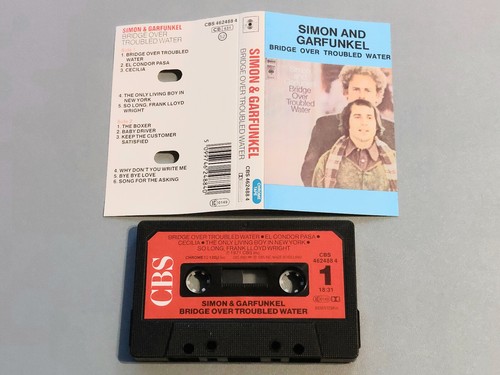 SIMON & GARFUNKEL
BRIDGE OVER
TROUBLED WATER
CBS 462488 4
1. BRIDGE OVER TROUBLED
WATER
2. EL CONDOR PASA
3. CECILIA
4. THE ONLY LIVING BOY IN
NEW YORK
5. SO LONG, FRANK LLOYD
WRIGHT
1. THE BOXER
2. BABY DRIVER
3. KEEP THE CUSTOMER
SATISFIED
4. WHY DON'T YOU WRITE ME
5. BYE BYE LOVE
6. SONG FOR THE ASKING
5 099746 248840
SIMON & GARFUNKEL
BRIDGE OVER TROUBLED WATER
CBS 462488 4
SIMON AND
GARFUNKEL
BRIDGE OVER TROUBLED WATER
Bridge
Over
Troubled
Water
BRIDGE OVER TROUBLED WATER ● EL CONDOR PASA ●
CECILIA ● THE ONLY LIVING BOY IN NEW YORK ●
SO LONG, FRANK LLOYD WRIGHT
CBS
462488 4
1
18:31
CBS
SIMON & GARFUNKEL
BRIDGE OVER TROUBLED WATER